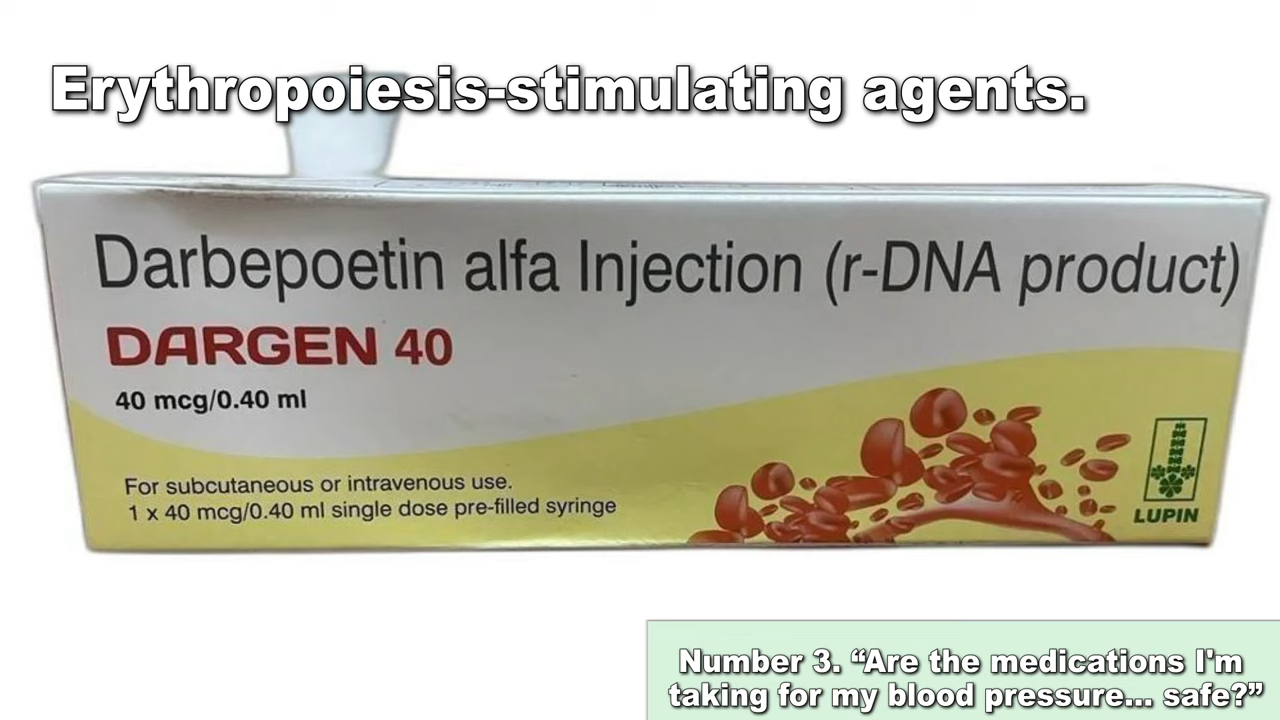 Erythropoiesis-stimulating agents.
Darbepoetin alfa Injection (r-DNA product)
DARGEN 40
40 mcg/0.40 ml
For subcutaneous or intravenous use.
1 x 40 mcg/0.40 ml single dose pre-filled syringe
LUPIN
Number 3. “Are the medications I'm
taking for my blood pressure... safe?”